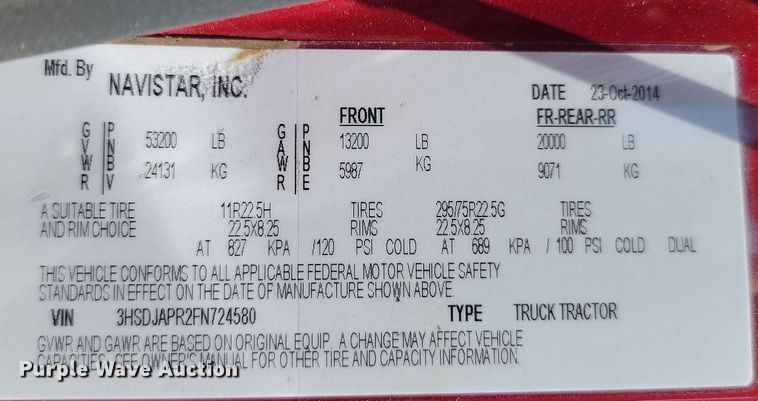 Mfd. By
NAVISTAR, INC.
DATE 23-Oct-2014
FRONT FR-REAR-RR
GVWR PNBV 53200 LB GAWR PNBE 13200 LB 20000 LB
24131 KG 5987 KG 9071 KG
A SUITABLE TIRE 11R22.5H TIRES 295/75R22.5G TIRES
AND RIM CHOICE 22.5X8.25 RIMS 22.5X8.25 RIMS
AT 827 KPA /120 PSI COLD AT 689 KPA / 100 PSI COLD DUAL
THIS VEHICLE CONFORMS TO ALL APPLICABLE FEDERAL MOTOR VEHICLE SAFETY
STANDARDS IN EFFECT ON THE DATE OF MANUFACTURE SHOWN ABOVE.
VIN 3HSDJAPR2FN724580 TYPE TRUCK TRACTOR
GVWR AND GAWR ARE BASED ON ORIGINAL EQUIP. A CHANGE MAY AFFECT VEHICLE
CAPACITIES. SEE OWNER'S MANUAL FOR OTHER TIRE AND CAPACITY INFORMATION.
Purple Wave Auction